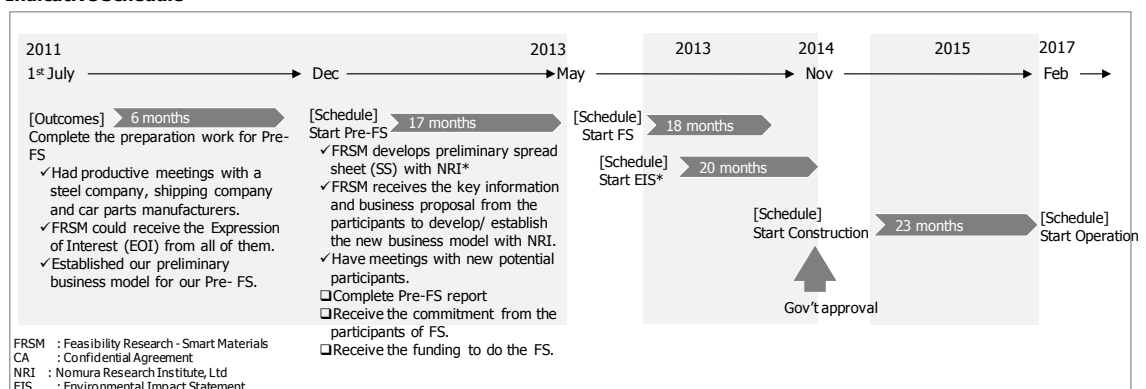 Indicative Schedule
2011
2013
2013
2014
2015
2017
1st July
Dec
May
Nov
Feb
[Outcomes]
6 months
Complete the preparation work for Pre-
FS
✓Had productive meetings with a
steel company, shipping company
and car parts manufacturers.
✓FRSM could receive the Expression
of Interest (EOI) from all of them.
✓Established our preliminary
business model for our Pre- FS.
[Schedule]
Start Pre-FS
17 months
✓FRSM develops preliminary spread
sheet (SS) with NRI*
✓FRSM receives the key information
and business proposal from the
participants to develop/ establish
the new business model with NRI.
✓Have meetings with new potential
participants.
❑Complete Pre-FS report
❑Receive the commitment from the
participants of FS.
❑Receive the funding to do the FS.
[Schedule]
Start FS
18 months
[Schedule]
Start EIS*
20 months
[Schedule]
Start Construction
23 months
[Schedule]
Start Operation
Gov't approval
FRSM : Feasibility Research - Smart Materials
CA : Confidential Agreement
NRI : Nomura Research Institute, Ltd
EIS : Environmental Impact Statement